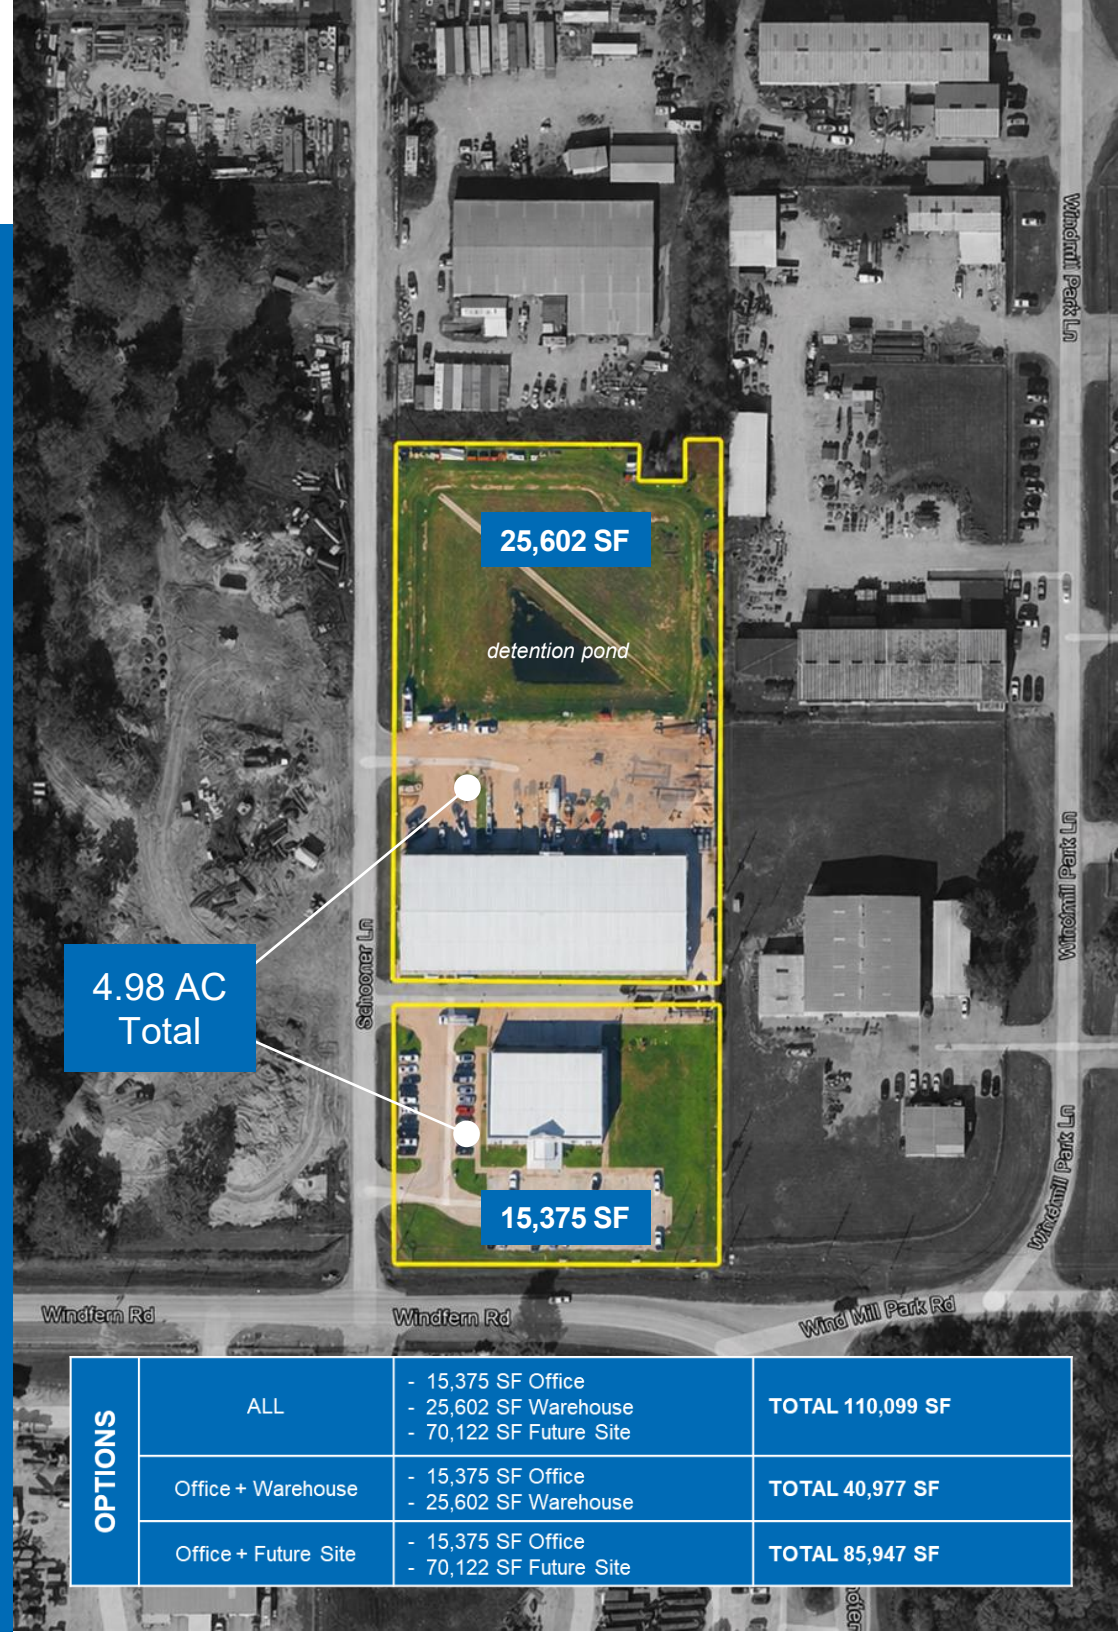 Windmill Park Ln
25,602 SF
detention pond
Windmill Park Ln
Schooner Ln
4.98 AC
Total
Windmill Park Ln
15,375 SF
Windfern Rd
Windfern Rd
Wind Mill Park Rd
OPTIONS
ALL
- 15,375 SF Office
- 25,602 SF Warehouse
- 70,122 SF Future Site
TOTAL 110,099 SF
Office + Warehouse
- 15,375 SF Office
- 25,602 SF Warehouse
TOTAL 40,977 SF
Office + Future Site
- 15,375 SF Office
- 70,122 SF Future Site
TOTAL 85,947 SF